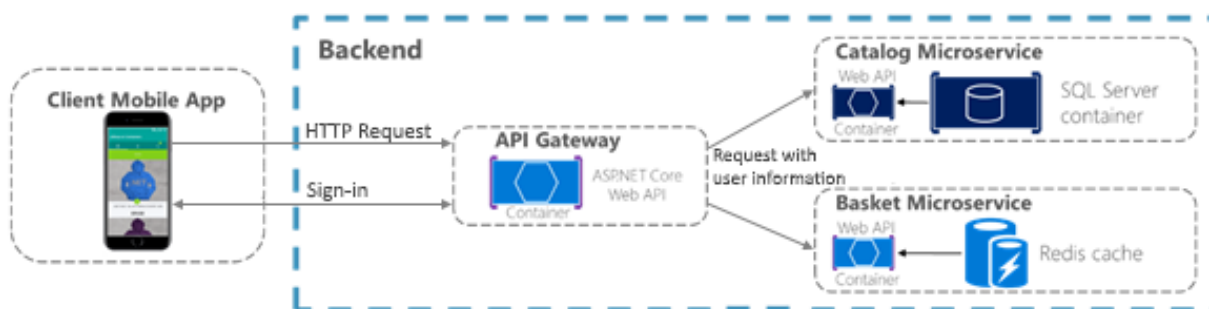 Backend
Client Mobile App
HTTP Request
Sign-in
API Gateway
ASP.NET Core
Web API
Container
Request with
user information
Catalog Microservice
Web API
Container
SQL Server
container
Basket Microservice
Web API
Container
Redis cache